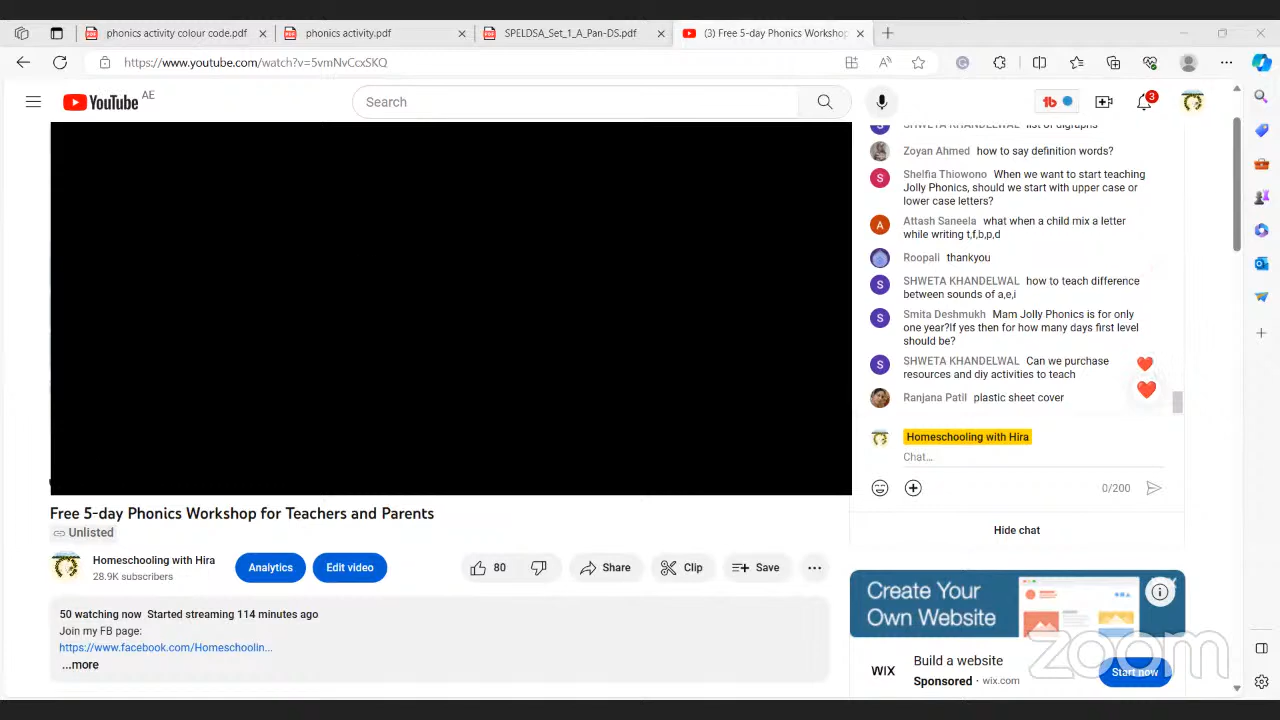 phonics activity colour code.pdf
phonics activity.pdf
SPELDSA_Set_1_A_Pan-DS.pdf
(3) Free 5-day Phonics Workshop
https://www.youtube.com/watch?v=5vmNvCcxSKQ
YouTube AE
Search
3
SHWETA KHANDELWAL list of digraphs
Zoyan Ahmed how to say definition words?
Shelfia Thiowono When we want to start teaching
Jolly Phonics, should we start with upper case or
lower case letters?
Attash Saneela what when a child mix a letter
while writing t,f,b,p,d
Roopali thankyou
SHWETA KHANDELWAL how to teach difference
between sounds of a,e,i
Smita Deshmukh Mam Jolly Phonics is for only
one year?If yes then for how many days first level
should be?
SHWETA KHANDELWAL Can we purchase
resources and diy activities to teach
Ranjana Patil plastic sheet cover
Homeschooling with Hira
Chat...
0/200
Hide chat
Free 5-day Phonics Workshop for Teachers and Parents
Unlisted
Homeschooling with Hira
28.9K subscribers
Analytics
Edit video
80
Share
Clip
Save
50 watching now Started streaming 114 minutes ago
Join my FB page:
https://www.facebook.com/Homeschoolin...
...more
Create Your
Own Website
WIX
Build a website
Sponsored · wix.com
Start now
zoom